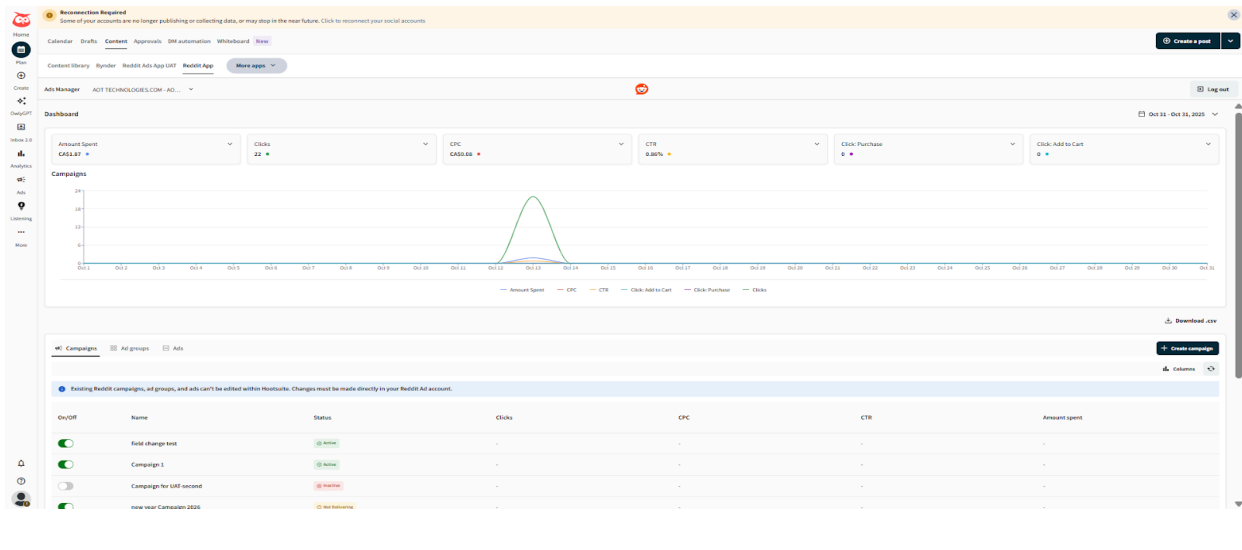 Reconnection Required
Some of your accounts are no longer publishing or collecting data, or may stop in the near future. Click to reconnect your social accounts
Home
Plan
Create
OwlyGPT
Inbox 2.0
Analytics
Ads
Listening
More
Calendar Drafts Content Approvals DM automation Whiteboard New
Create a post
Content library Bynder Reddit Ads App UAT Reddit App More apps
Ads Manager AOT TECHNOLOGIES.COM - AD...
Log out
Dashboard
Oct 31 - Oct 31, 2025
Amount Spent Clicks CPC CTR Click: Purchase Click: Add to Cart
CA$1.87 22 CA$0.08 0.86% 0 0
Campaigns
24
18
12
6
0
Oct 1 Oct 2 Oct 3 Oct 4 Oct 5 Oct 6 Oct 7 Oct 8 Oct 9 Oct 10 Oct 11 Oct 12 Oct 13 Oct 14 Oct 15 Oct 16 Oct 17 Oct 18 Oct 19 Oct 20 Oct 21 Oct 22 Oct 23 Oct 24 Oct 25 Oct 26 Oct 27 Oct 28 Oct 29 Oct 30 Oct 31
Amount Spent CPC CTR Click: Add to Cart Click: Purchase Clicks
Download .csv
Campaigns Ad groups Ads
Create campaign
Columns
Existing Reddit campaigns, ad groups, and ads can't be edited within Hootsuite. Changes must be made directly in your Reddit Ad account.
On/Off Name Status Clicks CPC CTR Amount spent
field change test Active - - - -
Campaign 1 Active - - - -
Campaign for UAT-second Inactive - - - -
new year Campaign 2026 Not Delivering - - - -